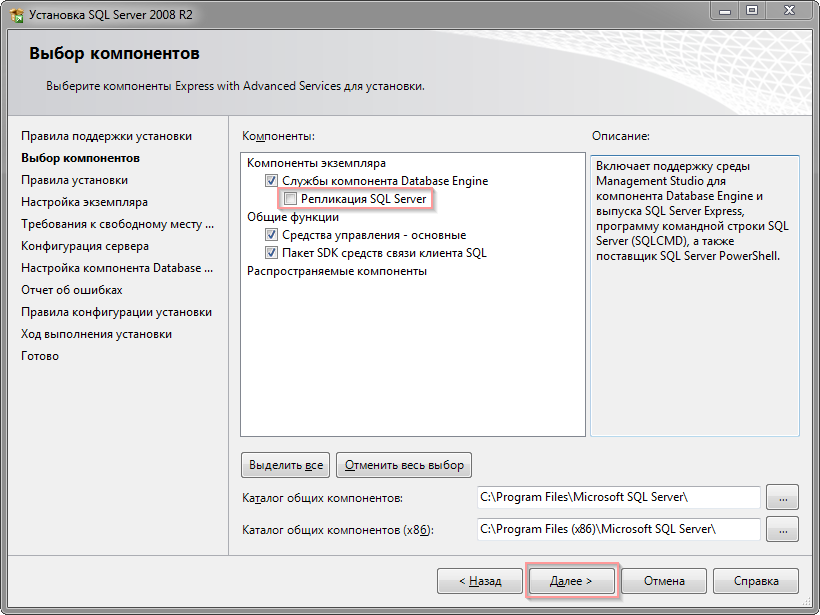 Установка SQL Server 2008 R2
Выбор компонентов
Выберите компоненты Express with Advanced Services для установки.
Правила поддержки установки
Выбор компонентов
Правила установки
Настройка экземпляра
Требования к свободному месту ...
Конфигурация сервера
Настройка компонента Database ...
Отчет об ошибках
Правила конфигурации установки
Ход выполнения установки
Готово
Компоненты:
Компоненты экземпляра
Службы компонента Database Engine
Репликация SQL Server
Общие функции
Средства управления - основные
Пакет SDK средств связи клиента SQL
Распространяемые компоненты
Описание:
Включает поддержку среды
Management Studio для
компонента Database Engine и
выпуска SQL Server Express,
программу командной строки SQL
Server (SQLCMD), а также
поставщик SQL Server PowerShell.
Выделить все
Отменить весь выбор
Каталог общих компонентов:
C:\Program Files\Microsoft SQL Server\
...
Каталог общих компонентов (x86):
C:\Program Files (x86)\Microsoft SQL Server\
...
< Назад
Далее >
Отмена
Справка